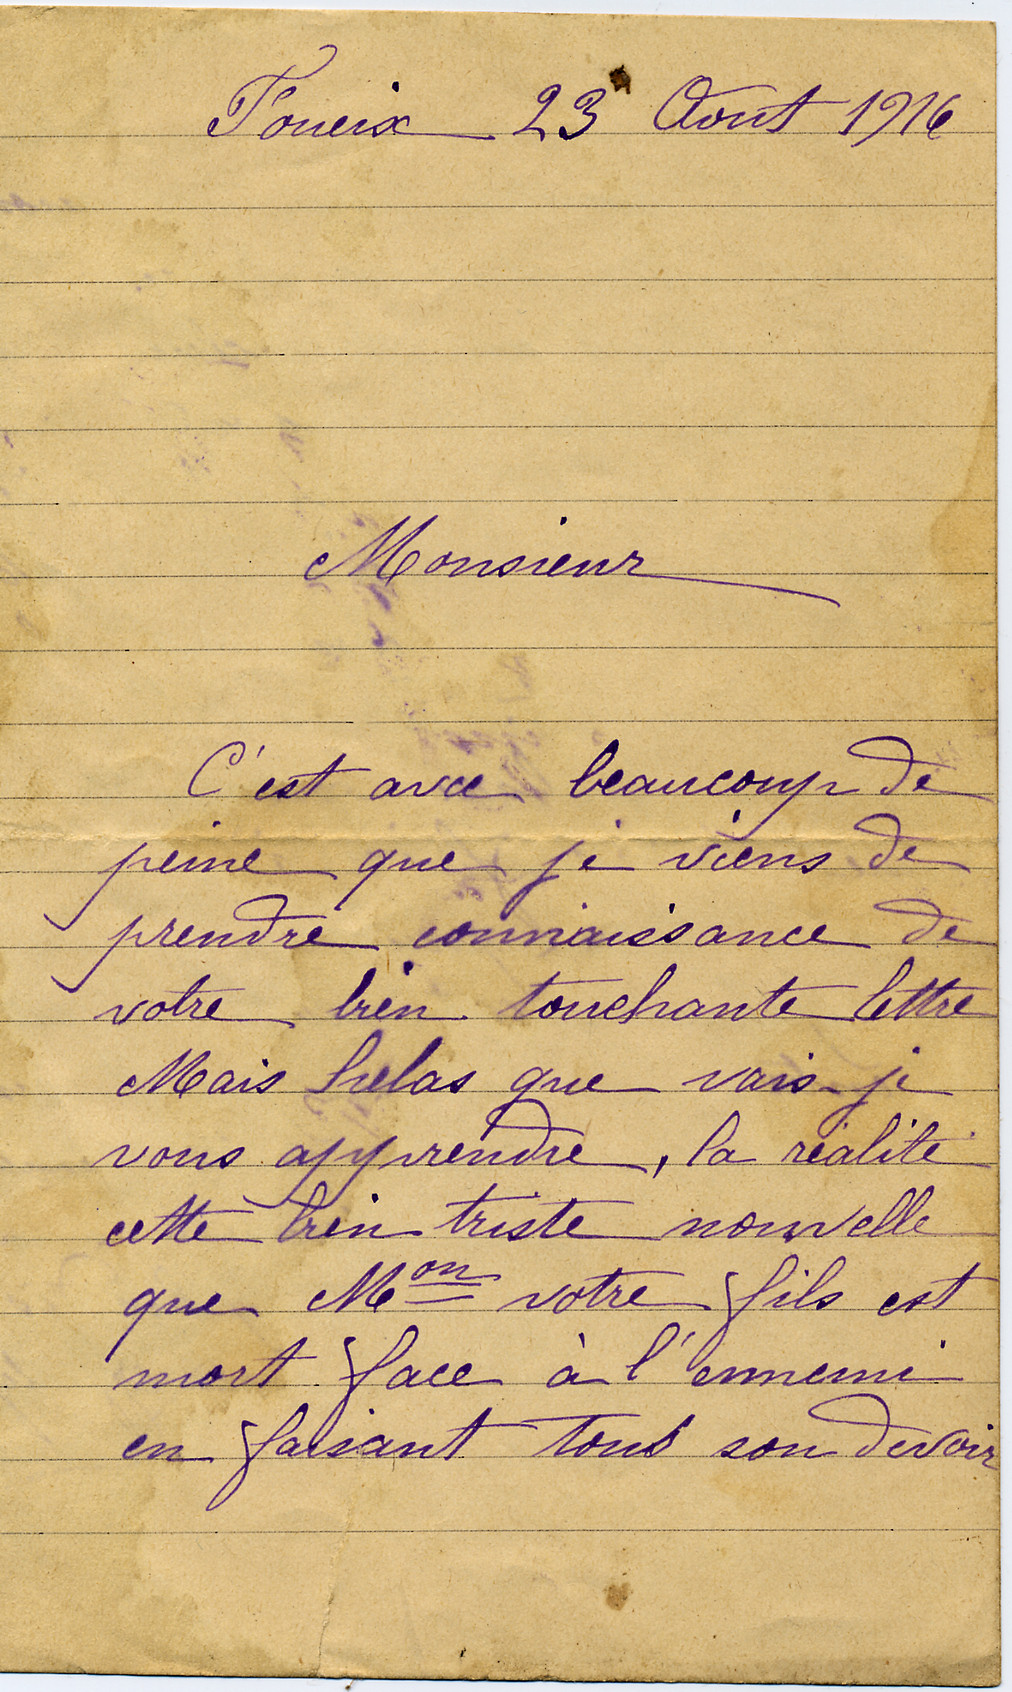 Foueix 23 Aout 1916
Monsieur
C'est avec beaucoup de
peine que je viens de
prendre connaissance de
votre bien touchante lettre
Mais helas que vais-je
vous apprendre, la réalité
cette bien triste nouvelle
que Mon votre fils est
mort face à l'ennemi
en faisant tous son devoir